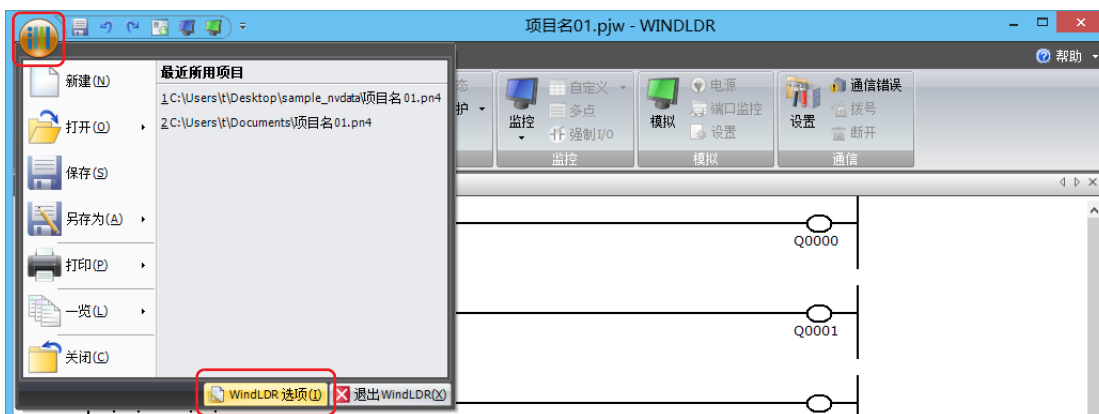 项目名01.pjw - WINDLDR
帮助
新建(N)
打开(O)
保存(S)
另存为(A)
打印(P)
一览(L)
关闭(C)
最近所用项目
1 C:\Users\t\Desktop\sample_nvdata\项目名01.pn4
2 C:\Users\t\Documents\项目名01.pn4
WindLDR 选项(I)
退出WindLDR(X)
态
护
监控
自定义
多点
强制I/O
监控
模拟
电源
端口监控
设置
模拟
设置
通信错误
拨号
断开
通信
Q0000
Q0001